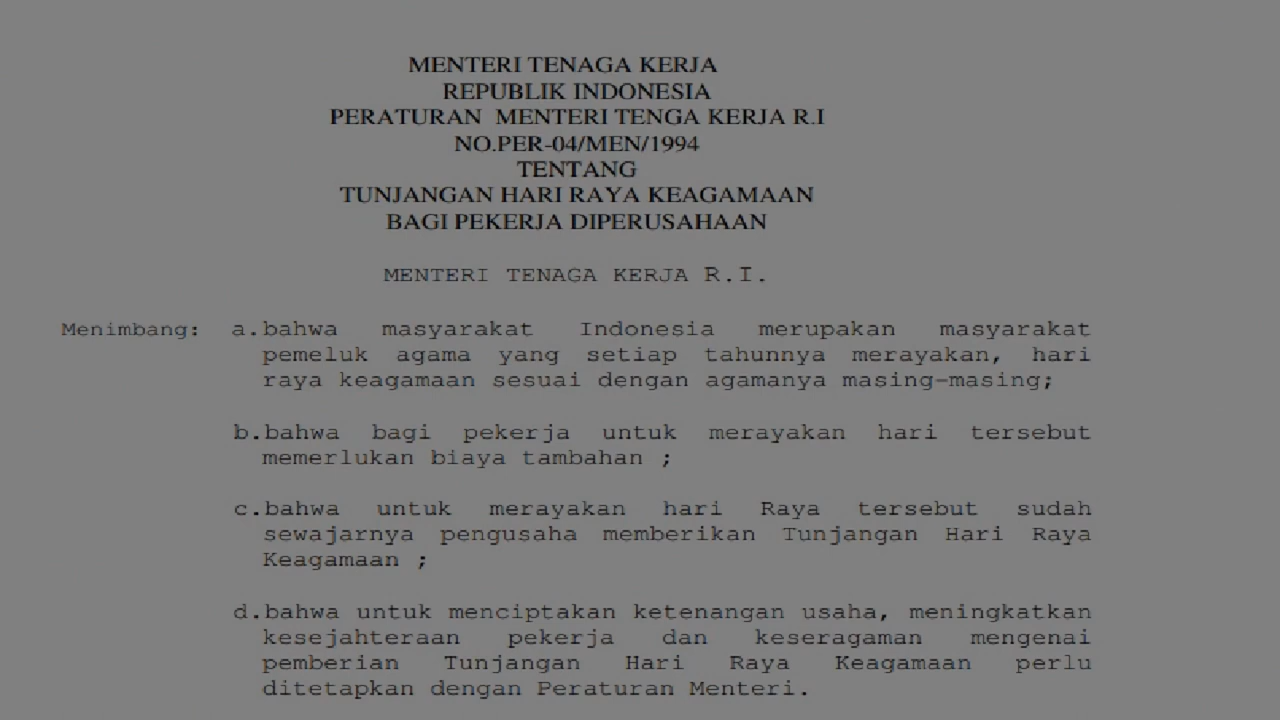 MENTERI TENAGA KERJA
REPUBLIK INDONESIA
PERATURAN MENTERI TENGA KERJA R.I
NO.PER-04/MEN/1994
TENTANG
TUNJANGAN HARI RAYA KEAGAMAAN
BAGI PEKERJA DIPERUSAHAAN
MENTERI TENAGA KERJA R.I.
Menimbang: a.bahwa masyarakat Indonesia merupakan masyarakat
pemeluk agama yang setiap tahunnya merayakan, hari
raya keagamaan sesuai dengan agamanya masing-masing;
b.bahwa bagi pekerja untuk merayakan hari tersebut
memerlukan biaya tambahan ;
c.bahwa untuk merayakan hari Raya tersebut sudah
sewajarnya pengusaha memberikan Tunjangan Hari Raya
Keagamaan ;
d.bahwa untuk menciptakan ketenangan usaha, meningkatkan
kesejahteraan pekerja dan keseragaman mengenai
pemberian Tunjangan Hari Raya Keagamaan perlu
ditetapkan dengan Peraturan Menteri.